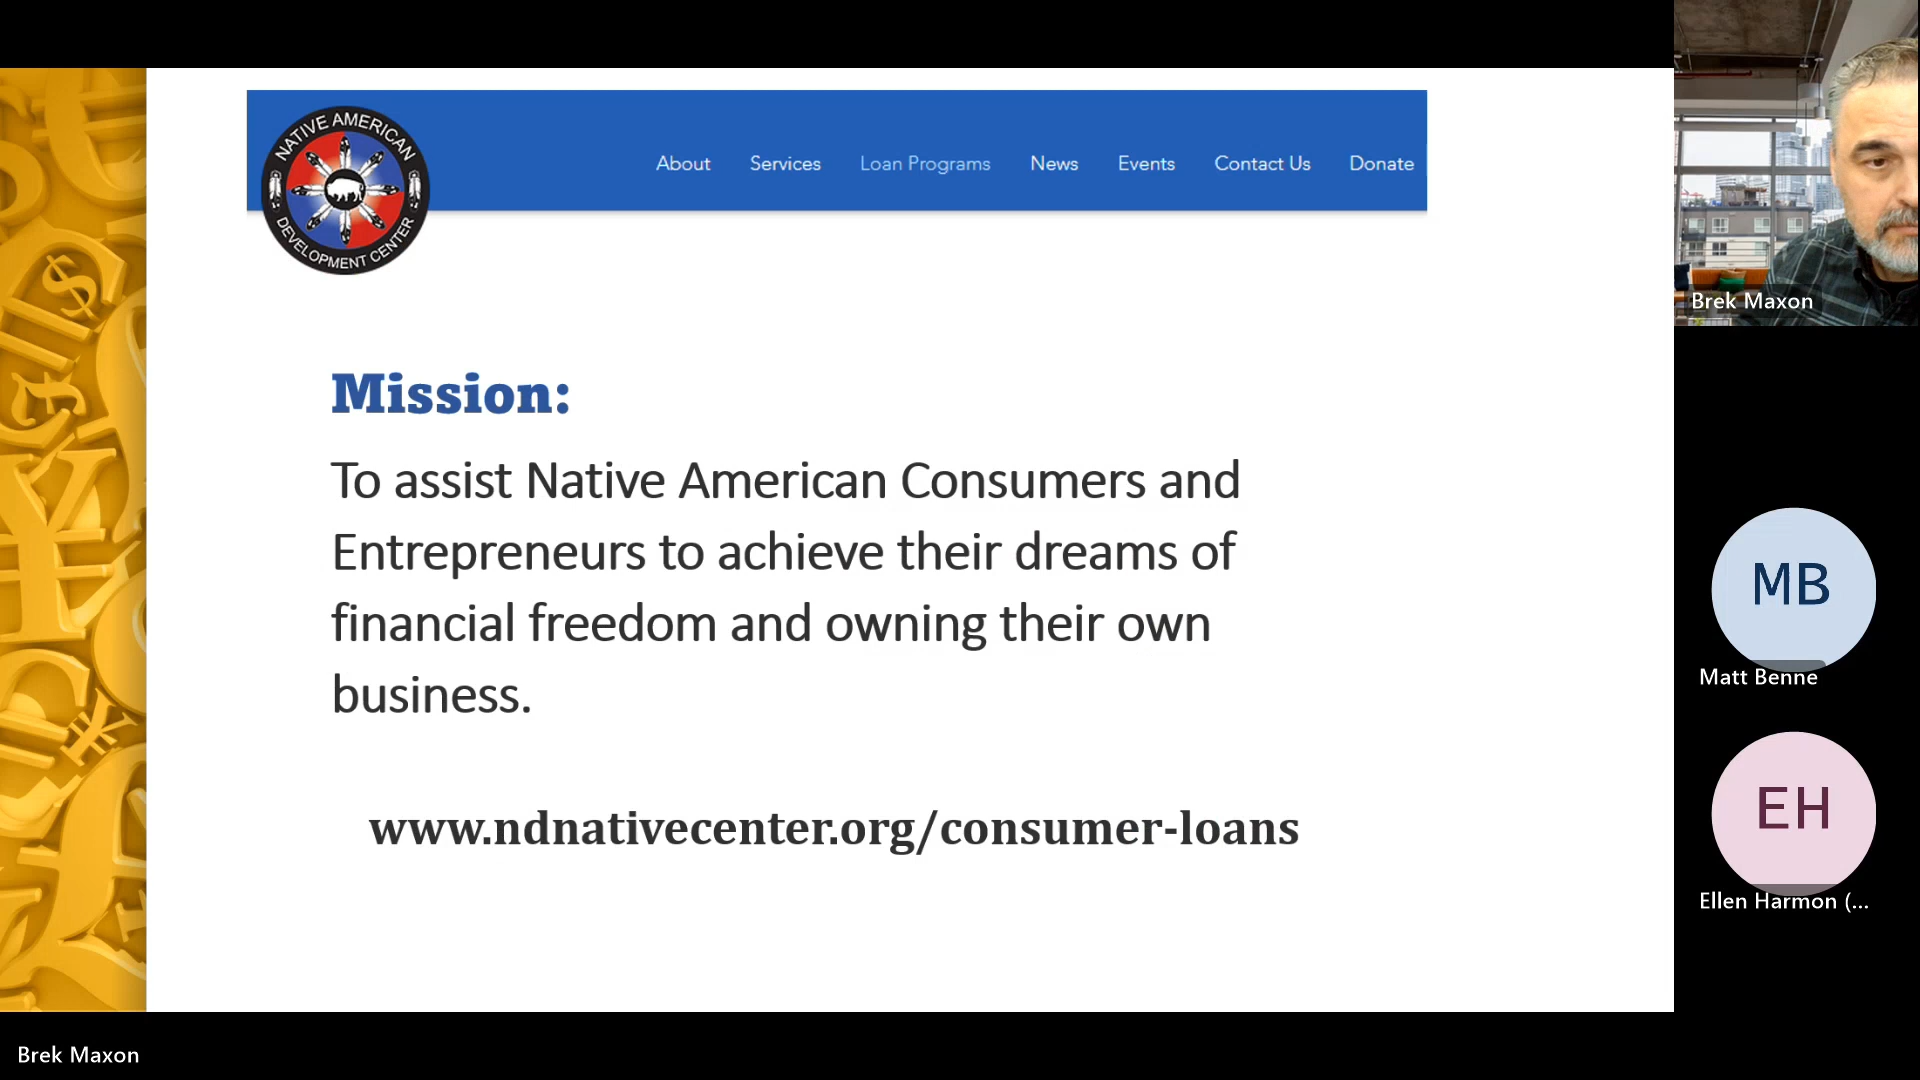 NATIVE AMERICAN
DEVELOPMENT CENTER
About Services Loan Programs News Events Contact Us Donate
Mission:
To assist Native American Consumers and
Entrepreneurs to achieve their dreams of
financial freedom and owning their own
business.
www.ndnativecenter.org/consumer-loans
Brek Maxon
MB
Matt Benne
EH
Ellen Harmon (...
Brek Maxon